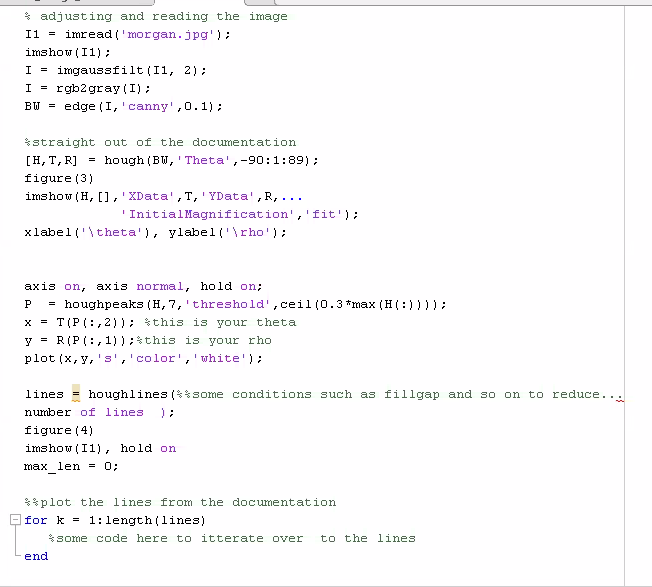 % adjusting and reading the image
I1 = imread('morgan.jpg');
imshow(I1);
I = imgaussfilt(I1, 2);
I = rgb2gray(I);
BW = edge(I,'canny',0.1);
%straight out of the documentation
[H,T,R] = hough(BW,'Theta',-90:1:89);
figure(3)
imshow(H,[],'XData',T,'YData',R,...
'InitialMagnification','fit');
xlabel('\theta'), ylabel('\rho');
axis on, axis normal, hold on;
P  = houghpeaks(H,7,'threshold',ceil(0.3*max(H(:))));
x = T(P(:,2)); %this is your theta
y = R(P(:,1));%this is your rho
plot(x,y,'s','color','white');
lines = houghlines(%%some conditions such as fillgap and so on to reduce...
number of lines  );
figure(4)
imshow(I1), hold on
max_len = 0;
%%plot the lines from the documentation
for k = 1:length(lines)
%some code here to itterate over  to the lines
end